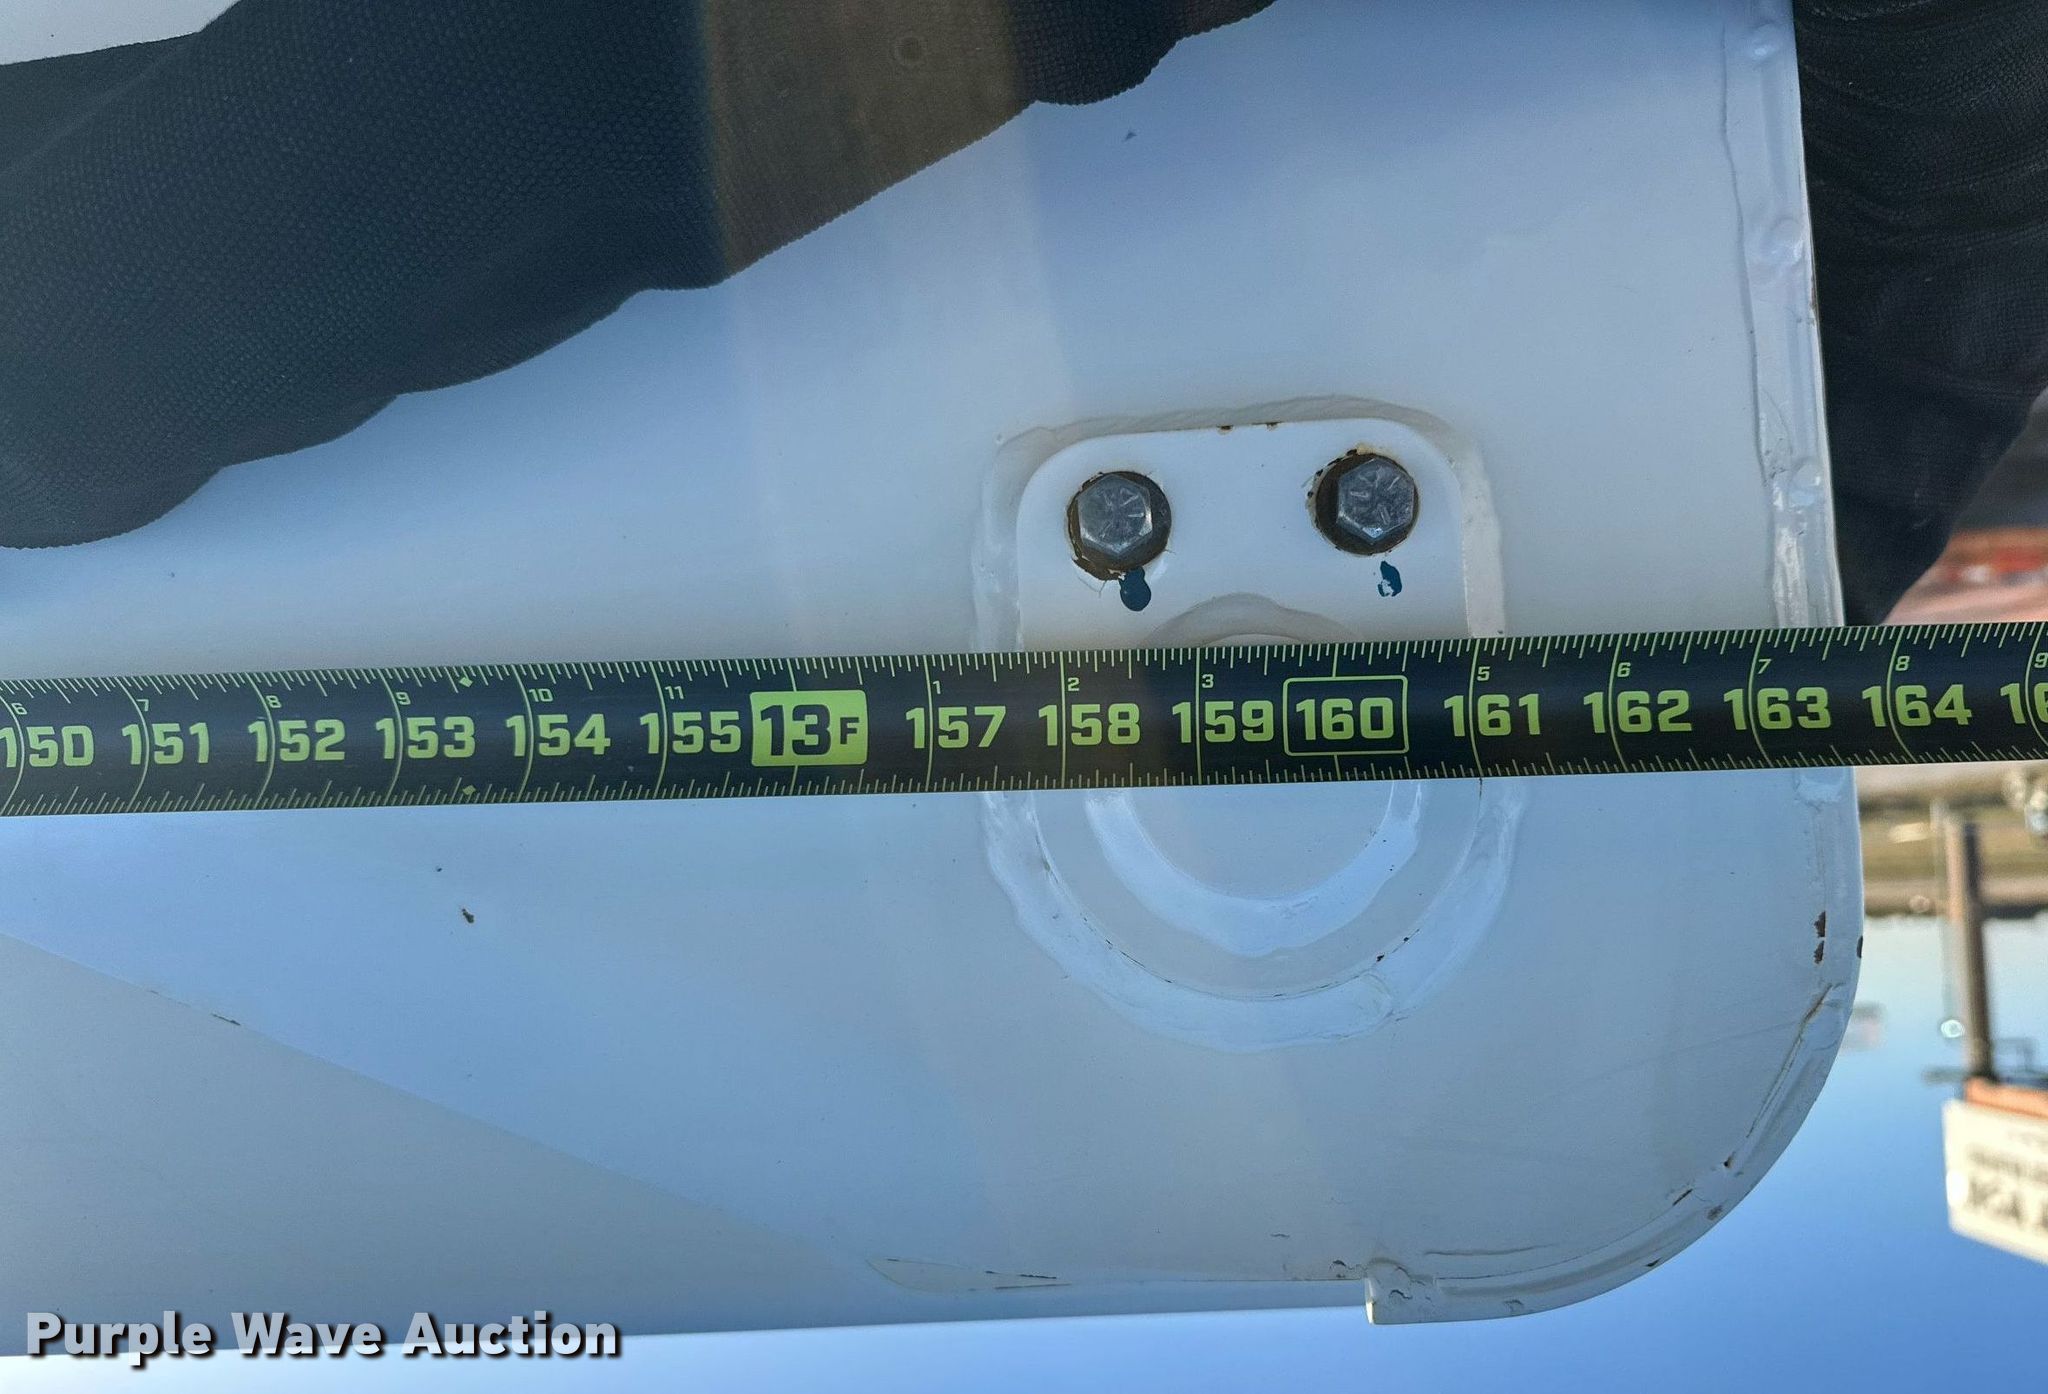 6 7 8 9 10 11 1 2 3 5 6 7 8 9
150 151 152 153 154 155 13F 157 158 159 160 161 162 163 164
Purple Wave Auction